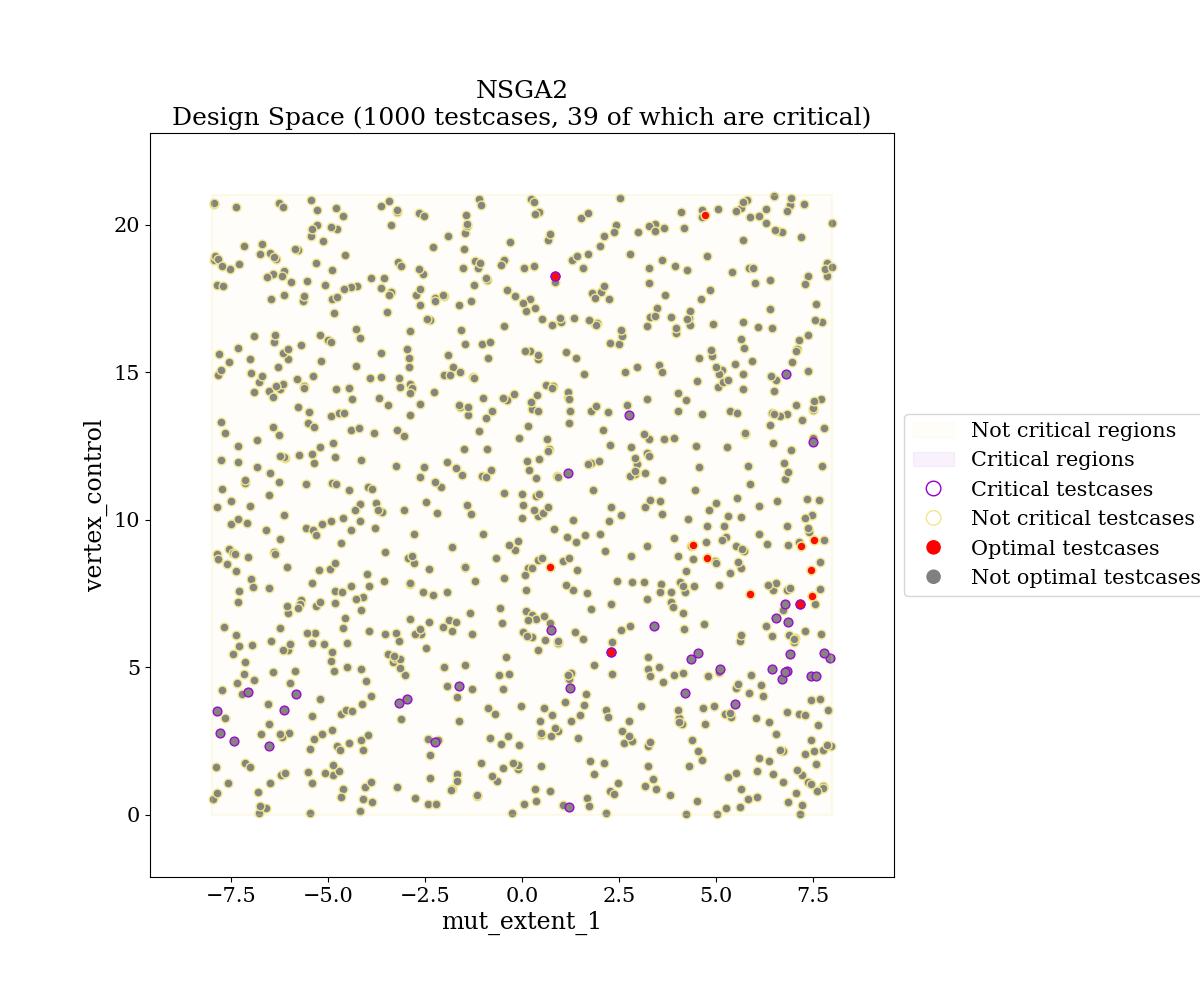 NSGA2
Design Space (1000 testcases, 39 of which are critical)
20
15
10
5
0
vertex_control
−7.5
−5.0
−2.5
0.0
2.5
5.0
7.5
mut_extent_1
Not critical regions
Critical regions
Critical testcases
Not critical testcases
Optimal testcases
Not optimal testcases